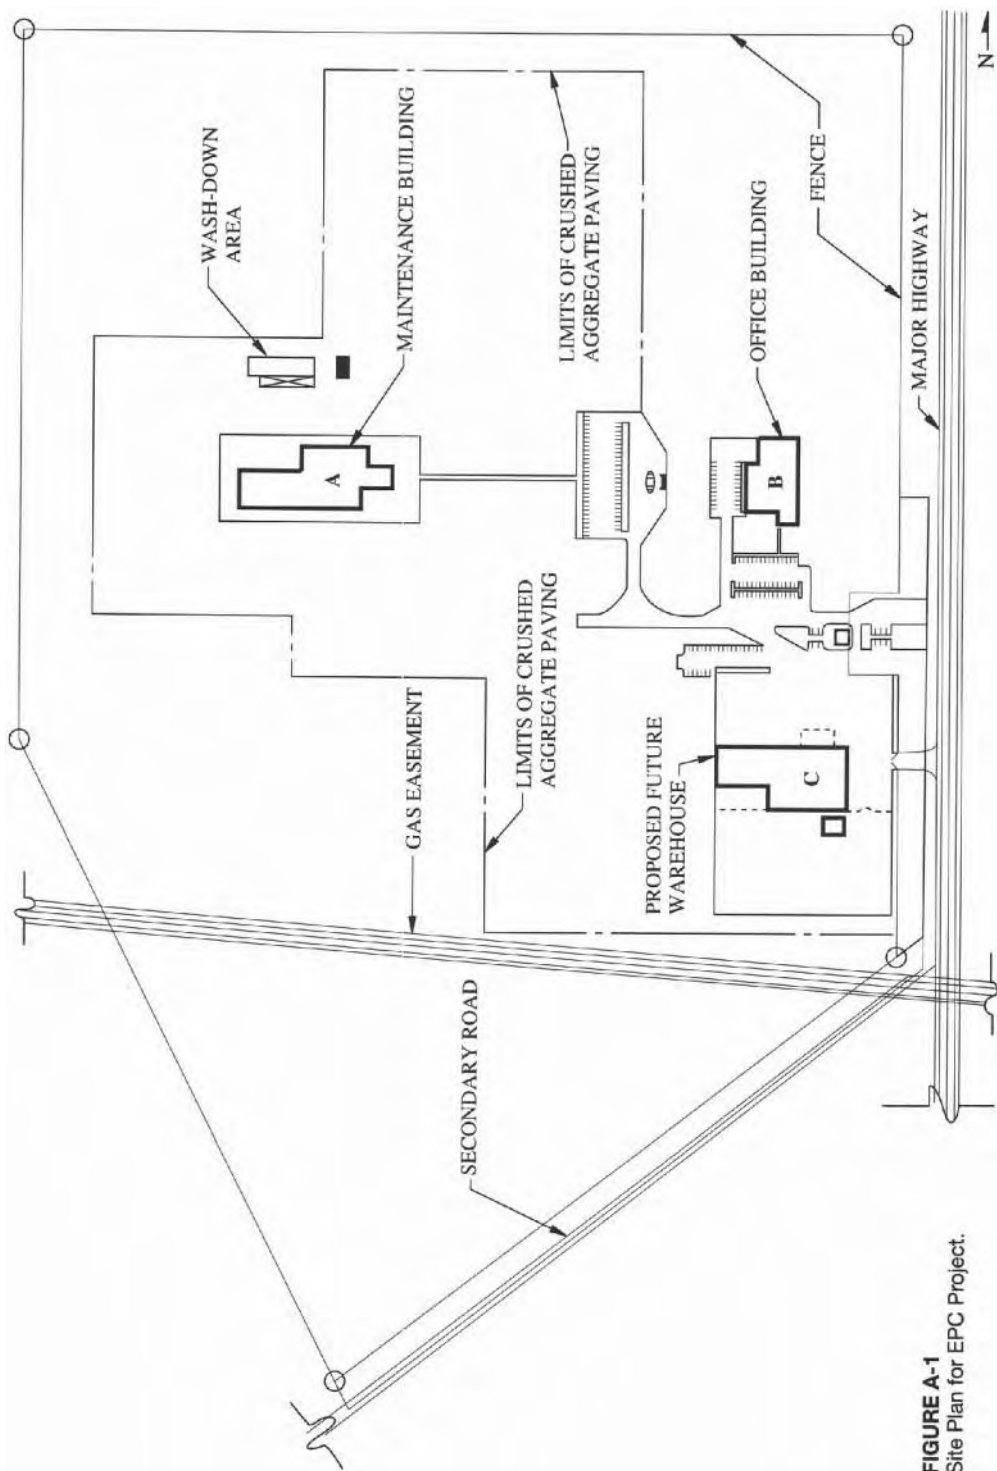 WASH-DOWN
AREA
MAINTENANCE BUILDING
LIMITS OF CRUSHED
AGGREGATE PAVING
OFFICE BUILDING
FENCE
MAJOR HIGHWAY
N
A
B
GAS EASEMENT
LIMITS OF CRUSHED
AGGREGATE PAVING
PROPOSED FUTURE
WAREHOUSE
C
SECONDARY ROAD
FIGURE A-1
Site Plan for EPC Project.